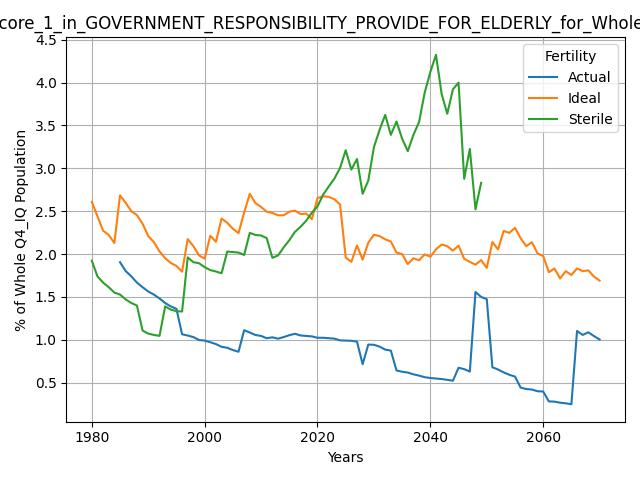 core_1_in_GOVERNMENT_RESPONSIBILITY_PROVIDE_FOR_ELDERLY_for_Whole
Fertility
Actual
Ideal
Sterile
% of Whole Q4_IQ Population
4.5
4.0
3.5
3.0
2.5
2.0
1.5
1.0
0.5
1980 2000 2020 2040 2060
Years